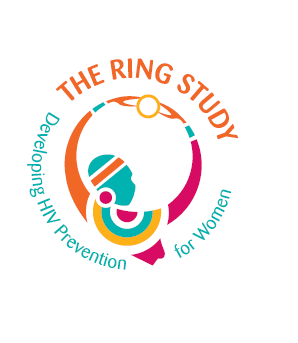 THE RING STUDY
Developing HIV Prevention
for Women